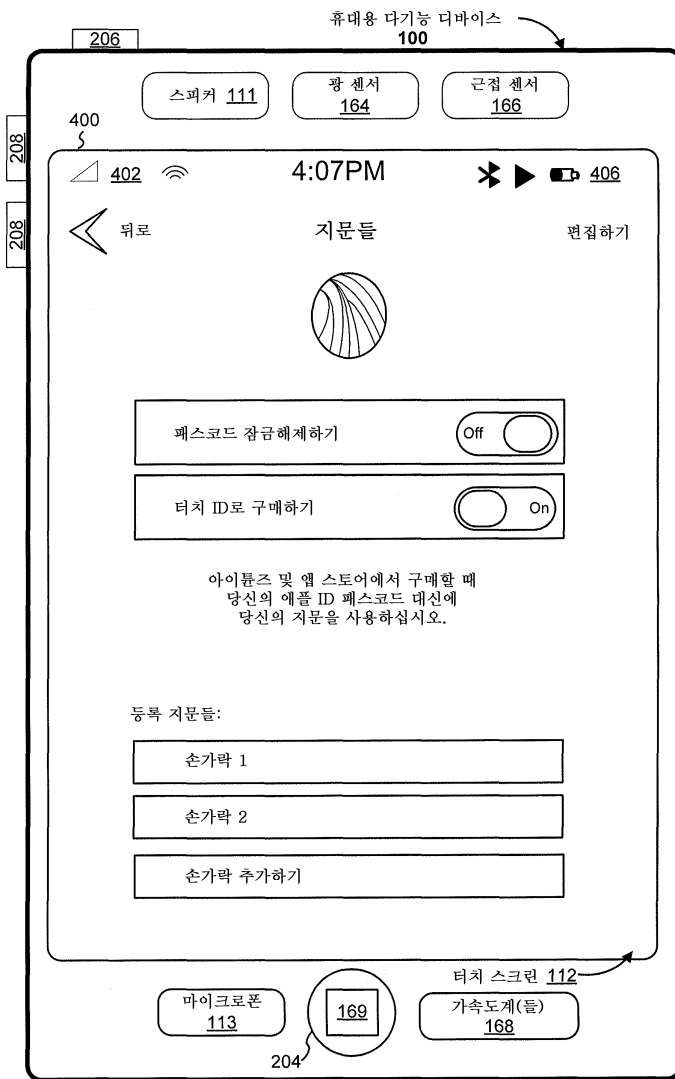 휴대용 다기능 디바이스
100
206
스피커 111
광 센서
164
근접 센서
166
208
208
400
402
4:07PM
406
뒤로
지문들
편집하기
패스코드 잠금해제하기
Off
터치 ID로 구매하기
On
아이튠즈 및 앱 스토어에서 구매할 때
당신의 애플 ID 패스코드 대신에
당신의 지문을 사용하십시오.
등록 지문들:
손가락 1
손가락 2
손가락 추가하기
터치 스크린 112
마이크로폰
113
169
204
가속도계(들)
168